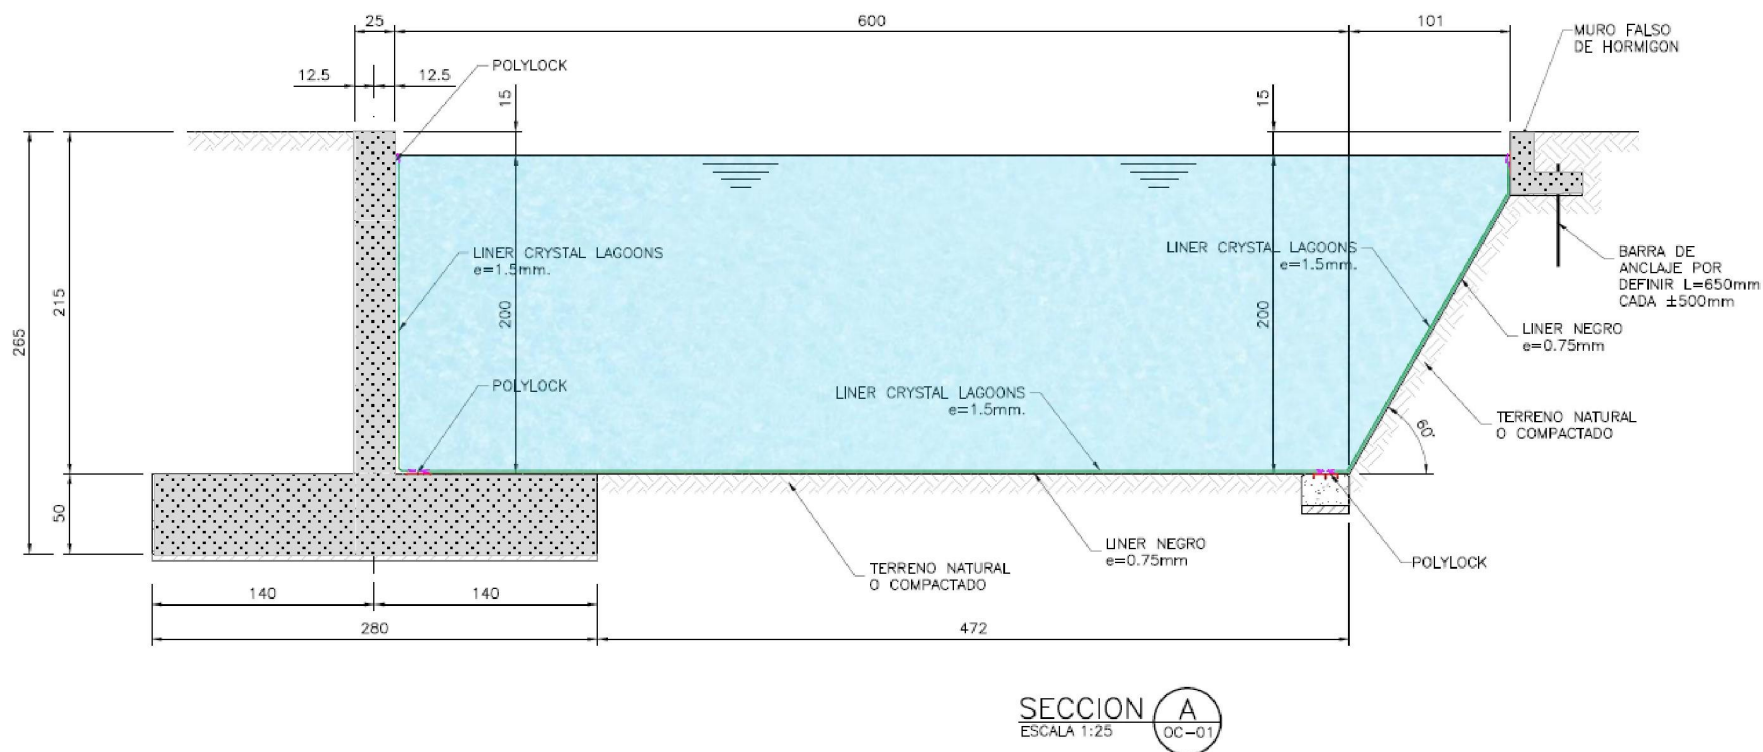 25
600
101
MURO FALSO
DE HORMIGON
POLYLOCK
12.5
12.5
15
15
LINER CRYSTAL LAGOONS
e=1.5mm.
LINER CRYSTAL LAGOONS
e=1.5mm.
BARRA DE
ANCLAJE POR
DEFINIR L=650mm
CADA ±500mm
265
215
200
200
LINER NEGRO
e=0.75mm
POLYLOCK
LINER CRYSTAL LAGOONS
e=1.5mm.
TERRENO NATURAL
O COMPACTADO
60°
50
LINER NEGRO
e=0.75mm
POLYLOCK
TERRENO NATURAL
O COMPACTADO
140
140
280
472
SECCION
ESCALA 1:25
A
OC-01